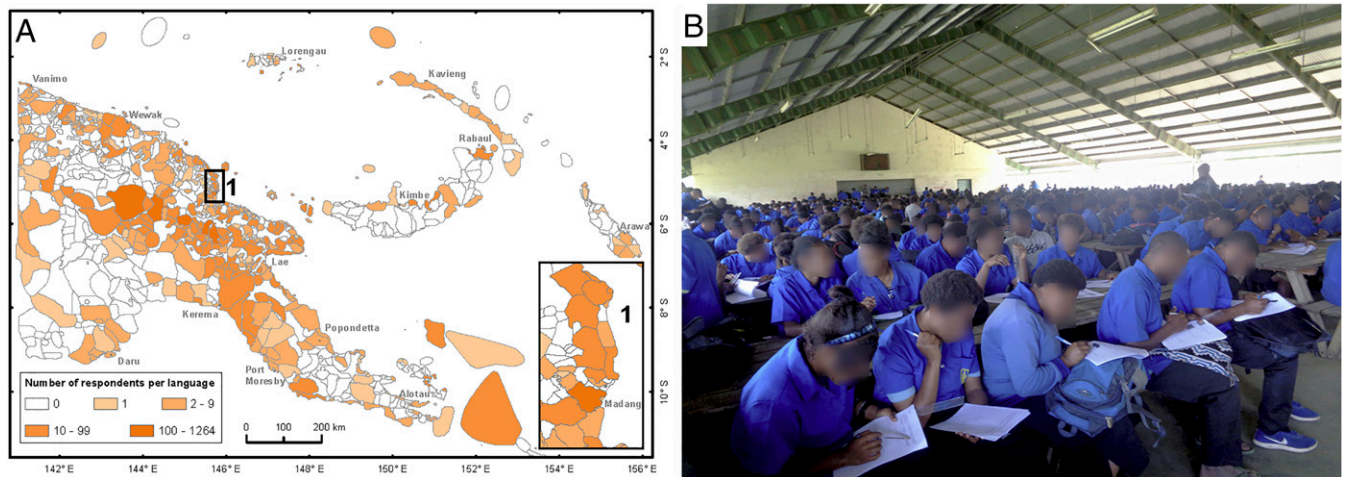 A
B
Lorengau
2° S
Vanimo
Kavieng
Wewak
Rabaul
4° S
1
Kimbe
6° S
Arawa
Lae
1
Kerema
8° S
Popondetta
Daru
Port
Moresby
Alotau
Madang
10° S
Number of respondents per language
0
1
2 - 9
10 - 99
100 - 1264
0
200 km
142° E
144° E
146° E
148° E
150° E
152° E
154° E
156° E